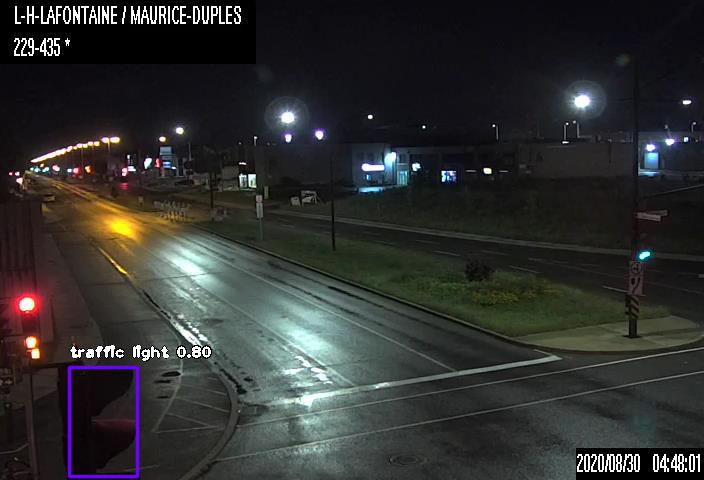 L-H-LAFONTAINE / MAURICE-DUPLES
229-435 *
traffic light 0.80
2020/08/30 04:48:01